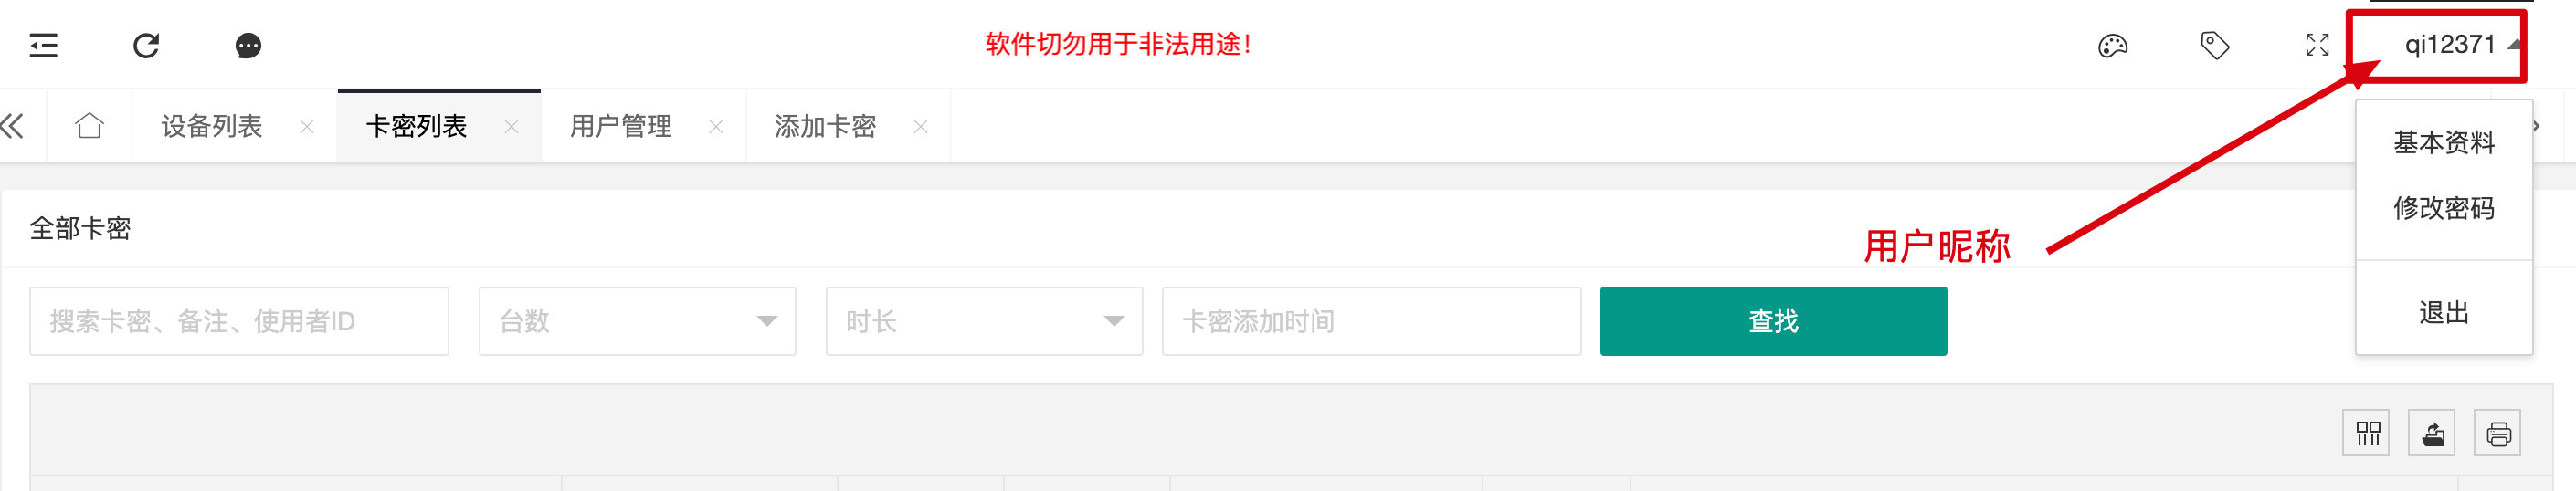 软件切勿用于非法用途!
qi12371
设备列表
卡密列表
用户管理
添加卡密
基本资料
修改密码
退出
全部卡密
用户昵称
搜索卡密、备注、使用者ID
台数
时长
卡密添加时间
查找